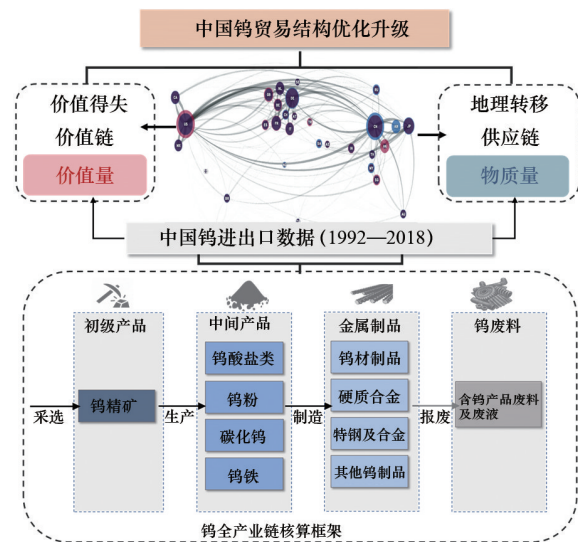 中国钨贸易结构优化升级
价值得失
价值链
价值量
地理转移
供应链
物质量
中国钨进出口数据(1992—2018)
初级产品
中间产品
金属制品
钨废料
钨酸盐类
钨材制品
钨精矿
钨粉
硬质合金
含钨产品废料
及废液
采选
生产
制造
报废
碳化钨
特钢及合金
钨铁
其他钨制品
钨全产业链核算框架